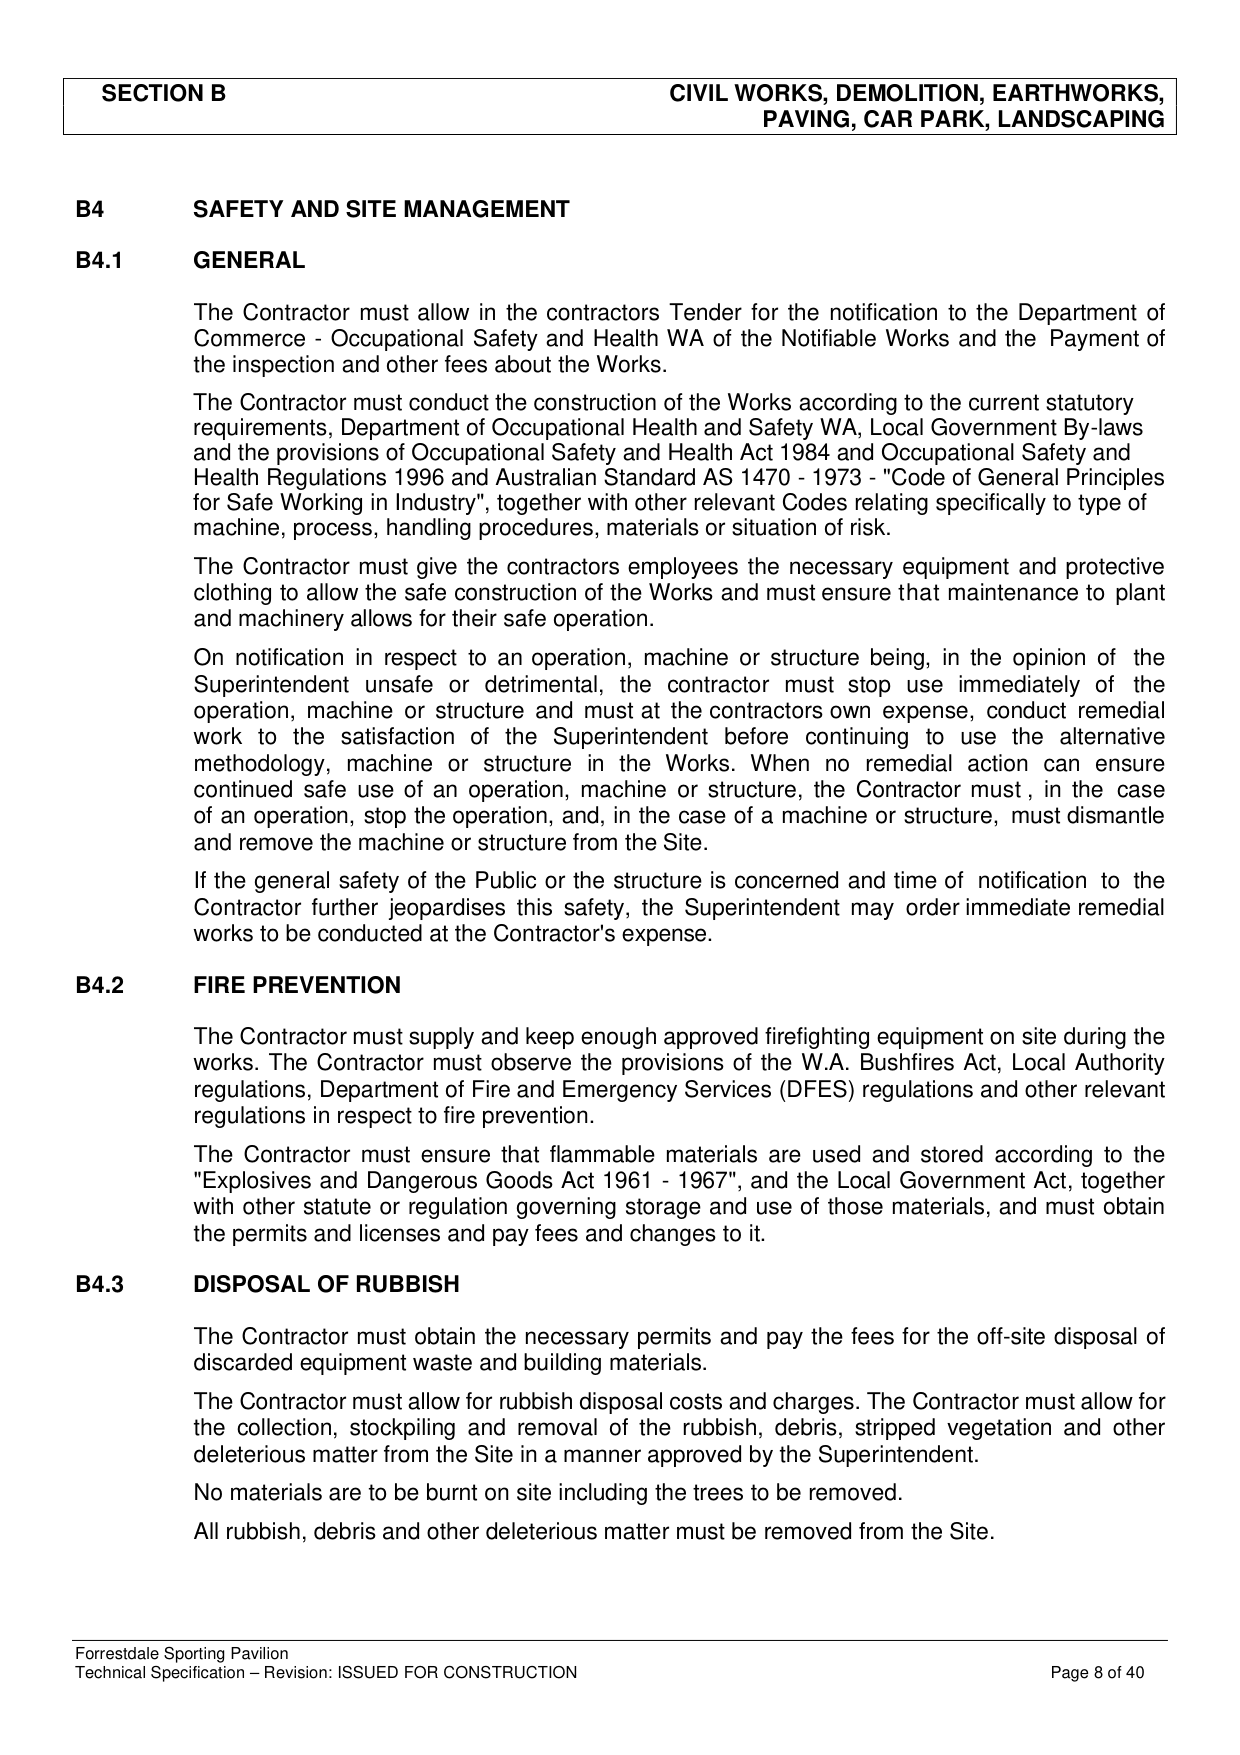 SECTION B CIVIL WORKS, DEMOLITION, EARTHWORKS,
PAVING, CAR PARK, LANDSCAPING
B4 SAFETY AND SITE MANAGEMENT
B4.1 GENERAL
The Contractor must allow in the contractors Tender for the notification to the Department of
Commerce - Occupational Safety and Health WA of the Notifiable Works and the Payment of
the inspection and other fees about the Works.
The Contractor must conduct the construction of the Works according to the current statutory
requirements, Department of Occupational Health and Safety WA, Local Government By-laws
and the provisions of Occupational Safety and Health Act 1984 and Occupational Safety and
Health Regulations 1996 and Australian Standard AS 1470 - 1973 - "Code of General Principles
for Safe Working in Industry", together with other relevant Codes relating specifically to type of
machine, process, handling procedures, materials or situation of risk.
The Contractor must give the contractors employees the necessary equipment and protective
clothing to allow the safe construction of the Works and must ensure that maintenance to plant
and machinery allows for their safe operation.
On notification in respect to an operation, machine or structure being, in the opinion of the
Superintendent unsafe or detrimental, the contractor must stop use immediately of the
operation, machine or structure and must at the contractors own expense, conduct remedial
work to the satisfaction of the Superintendent before continuing to use the alternative
methodology, machine or structure in the Works. When no remedial action can ensure
continued safe use of an operation, machine or structure, the Contractor must , in the case
of an operation, stop the operation, and, in the case of a machine or structure, must dismantle
and remove the machine or structure from the Site.
If the general safety of the Public or the structure is concerned and time of notification to the
Contractor further jeopardises this safety, the Superintendent may order immediate remedial
works to be conducted at the Contractor's expense.
B4.2 FIRE PREVENTION
The Contractor must supply and keep enough approved firefighting equipment on site during the
works. The Contractor must observe the provisions of the W.A. Bushfires Act, Local Authority
regulations, Department of Fire and Emergency Services (DFES) regulations and other relevant
regulations in respect to fire prevention.
The Contractor must ensure that flammable materials are used and stored according to the
"Explosives and Dangerous Goods Act 1961 - 1967", and the Local Government Act, together
with other statute or regulation governing storage and use of those materials, and must obtain
the permits and licenses and pay fees and changes to it.
B4.3 DISPOSAL OF RUBBISH
The Contractor must obtain the necessary permits and pay the fees for the off-site disposal of
discarded equipment waste and building materials.
The Contractor must allow for rubbish disposal costs and charges. The Contractor must allow for
the collection, stockpiling and removal of the rubbish, debris, stripped vegetation and other
deleterious matter from the Site in a manner approved by the Superintendent.
No materials are to be burnt on site including the trees to be removed.
All rubbish, debris and other deleterious matter must be removed from the Site.
Forrestdale Sporting Pavilion
Technical Specification – Revision: ISSUED FOR CONSTRUCTION Page 8 of 40